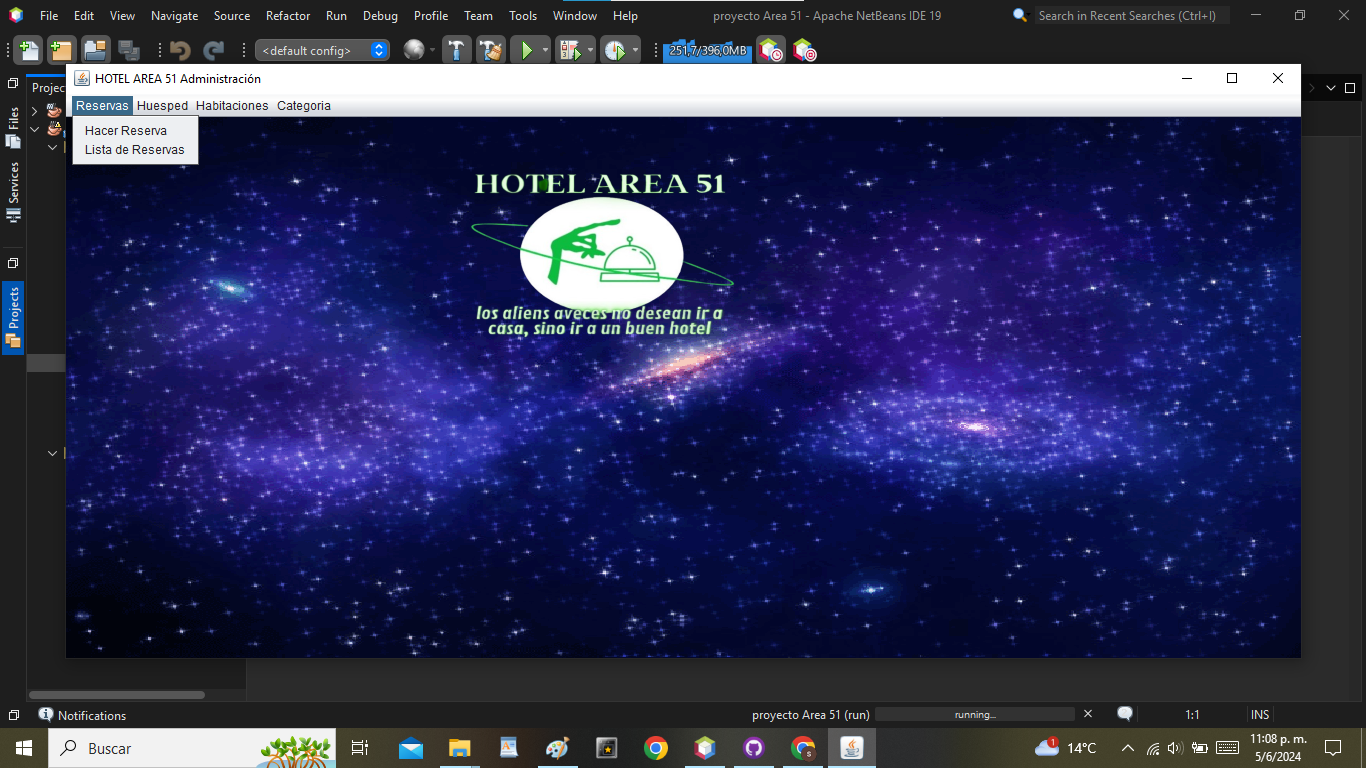 File Edit View Navigate Source Refactor Run Debug Profile Team Tools Window Help
proyecto Area 51 - Apache NetBeans IDE 19
Search in Recent Searches (Ctrl+I)
<default config>
251,7/396,0MB
Projec
HOTEL AREA 51 Administración
Reservas Huesped Habitaciones Categoria
Hacer Reserva
Lista de Reservas
Files
Services
Projects
HOTEL AREA 51
los aliens aveces no desean ir a
casa, sino ir a un buen hotel
Notifications
proyecto Area 51 (run)
running...
1:1
INS
Buscar
1
14°C
11:08 p. m.
5/6/2024